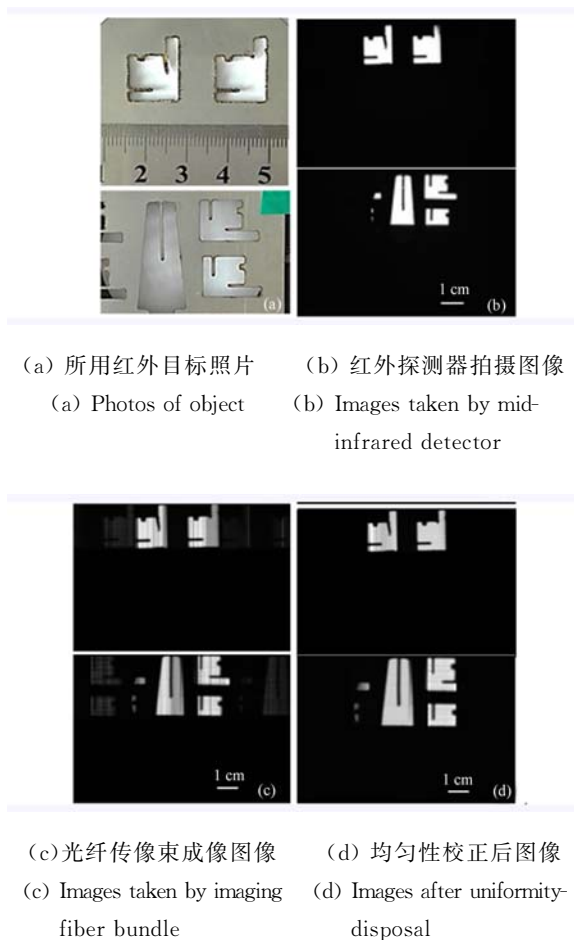 2 3 4 5
(a)
1 cm
(b)
(a) 所用红外目标照片
(a) Photos of object
(b) 红外探测器拍摄图像
(b) Images taken by mid-
infrared detector
1 cm
(c)
1 cm
(d)
(c)光纤传像束成像图像
(c) Images taken by imaging
fiber bundle
(d) 均匀性校正后图像
(d) Images after uniformity-
disposal